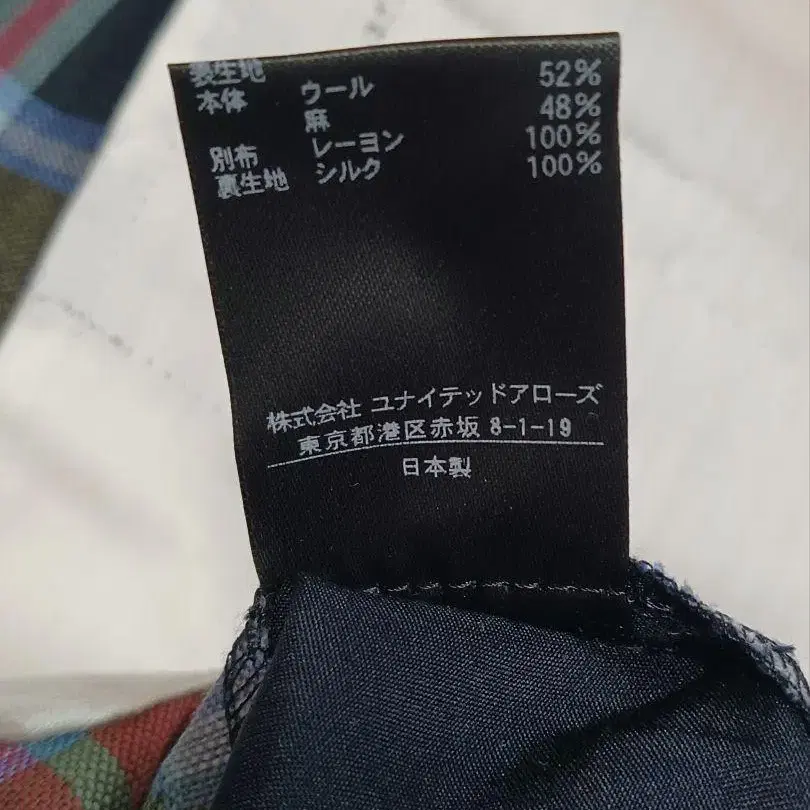 表生地
本体 ウール 52%
麻 48%
別布 レーヨン 100%
裏生地 シルク 100%
株式会社 ユナイテッドアローズ
東京都港区赤坂 8-1-19
日本製